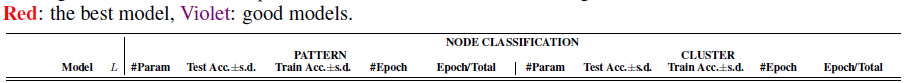 Red: the best model, Violet: good models.
NODE CLASSIFICATION
PATTERN CLUSTER
Model L #Param Test Acc.±s.d. Train Acc.±s.d. #Epoch Epoch/Total #Param Test Acc.±s.d. Train Acc.±s.d. #Epoch Epoch/Total